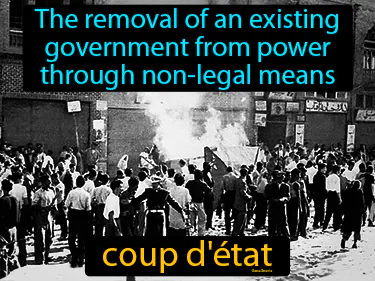 The removal of an existing
government from power
through non-legal means
coup d'état